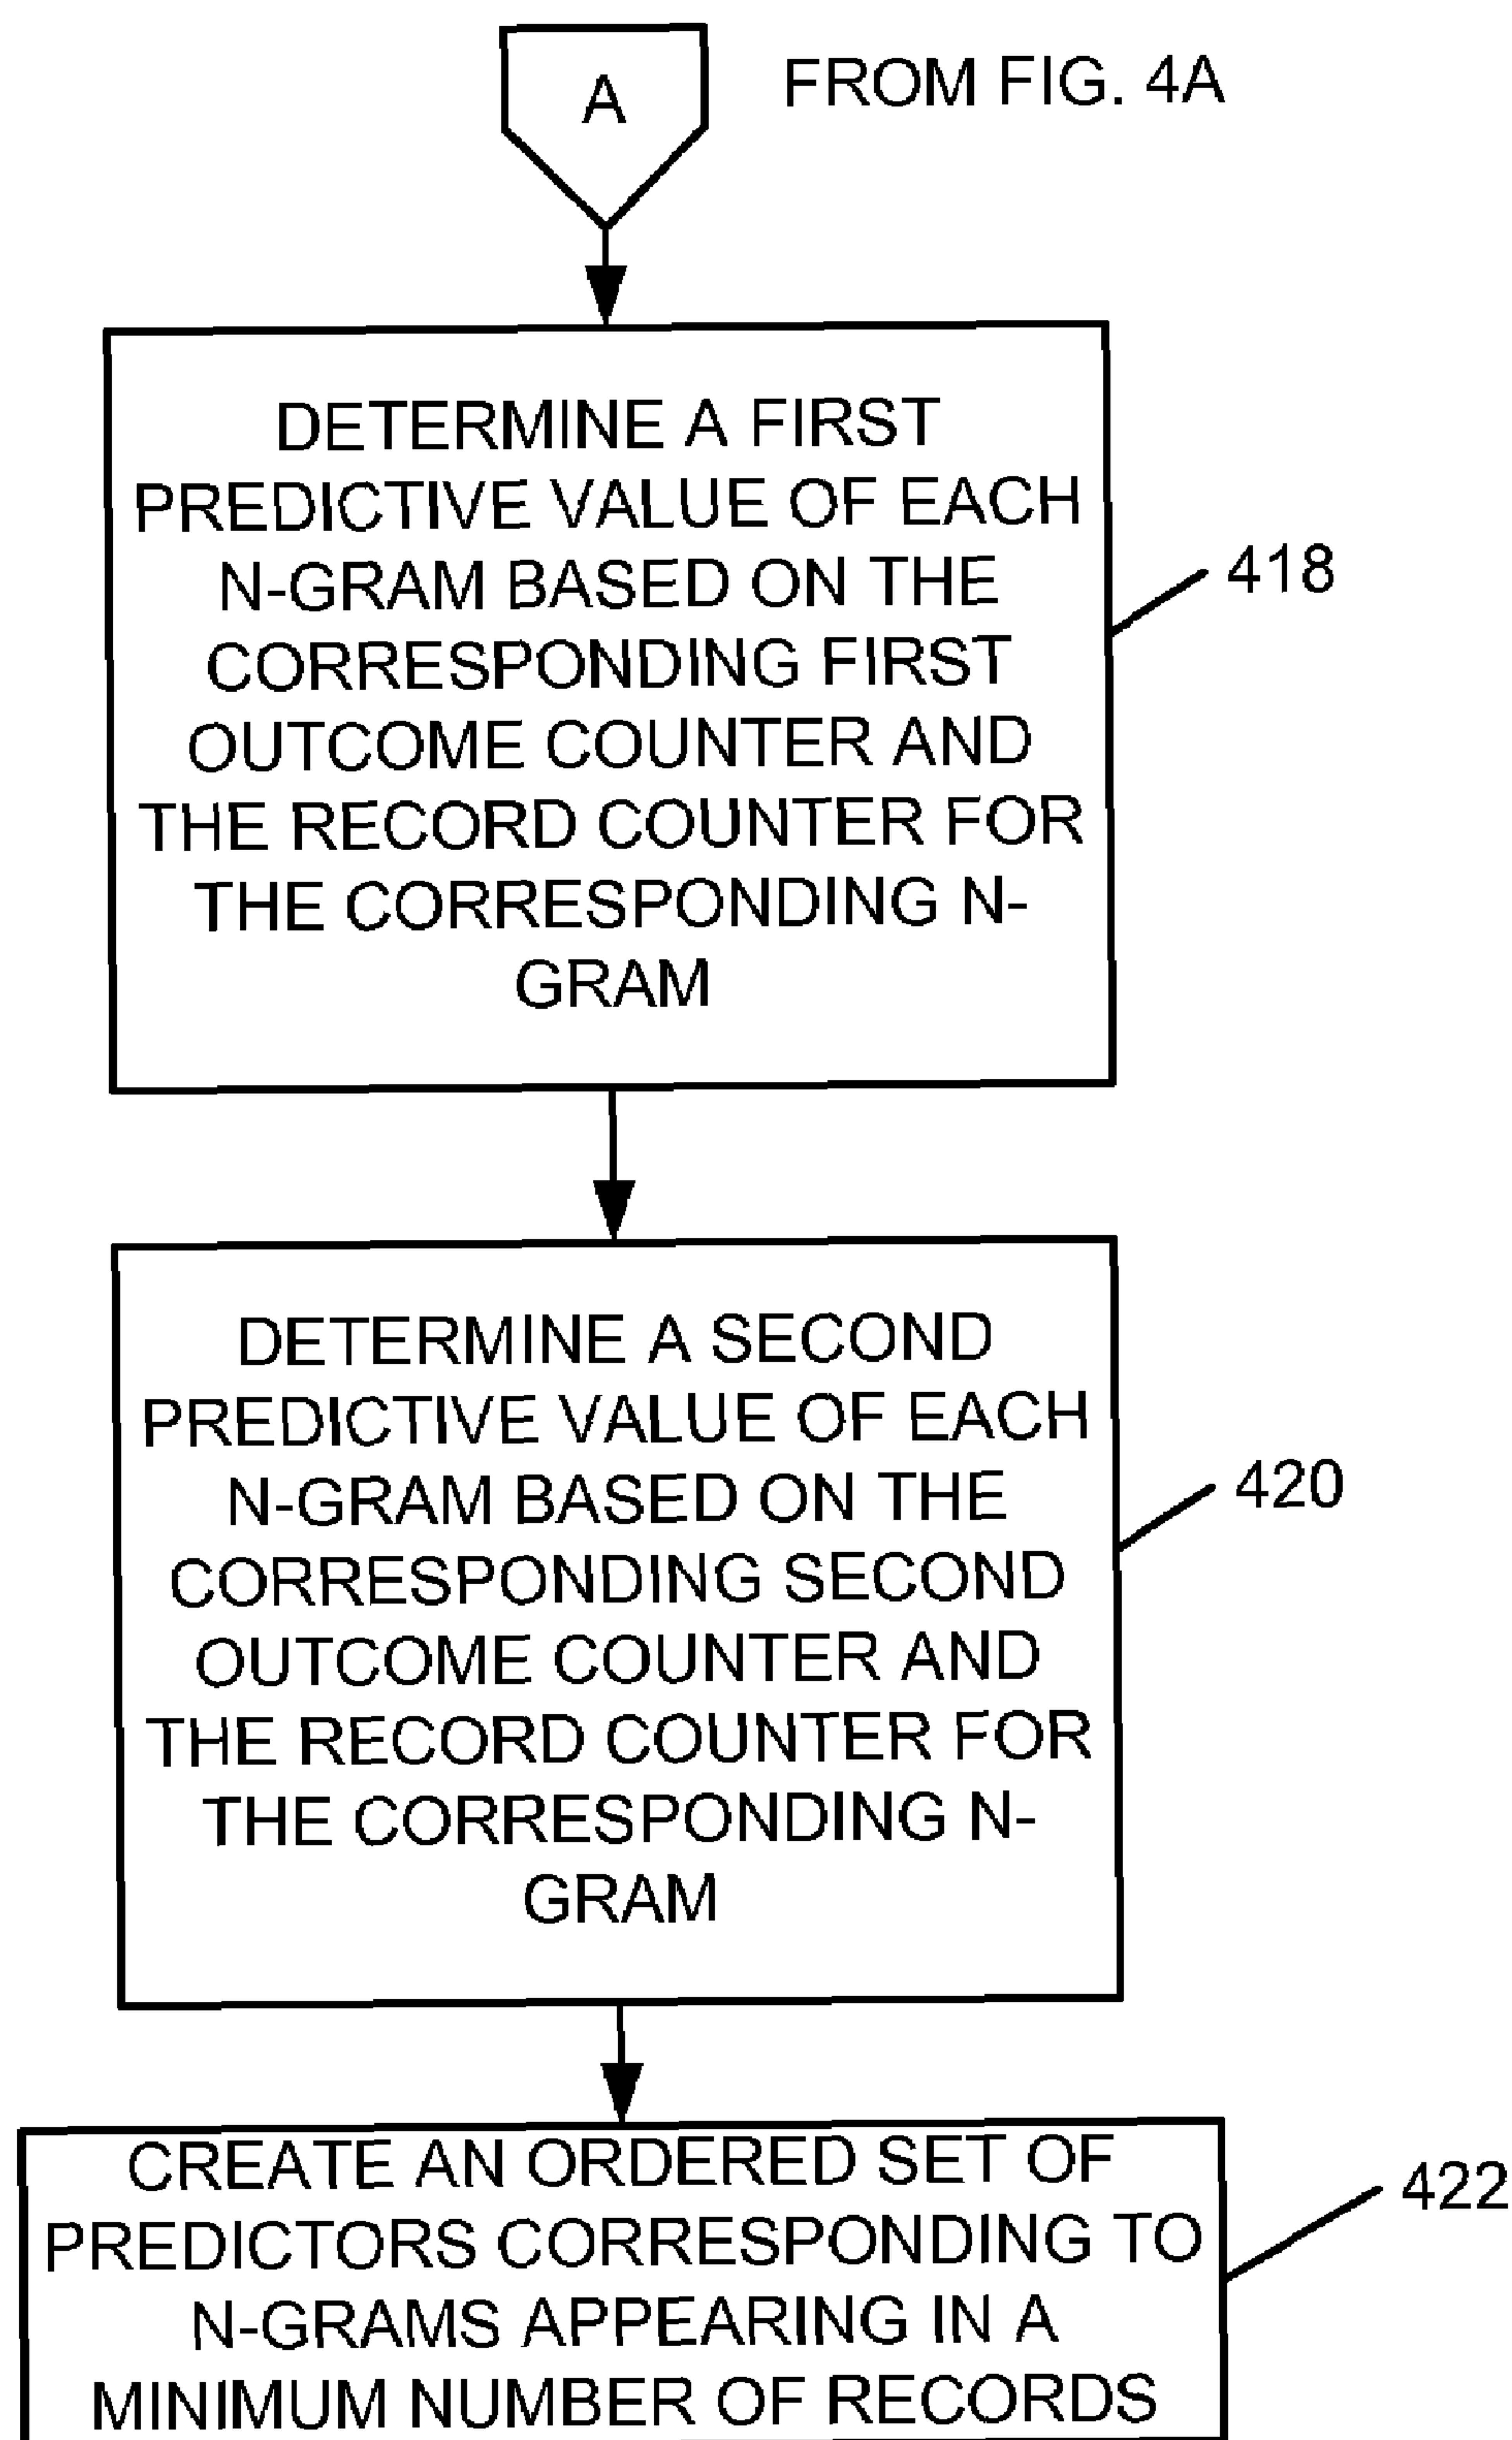 A
FROM FIG. 4A
DETERMINE A FIRST
PREDICTIVE VALUE OF EACH
N-GRAM BASED ON THE
CORRESPONDING FIRST
OUTCOME COUNTER AND
THE RECORD COUNTER FOR
THE CORRESPONDING N-
GRAM
418
DETERMINE A SECOND
PREDICTIVE VALUE OF EACH
N-GRAM BASED ON THE
CORRESPONDING SECOND
OUTCOME COUNTER AND
THE RECORD COUNTER FOR
THE CORRESPONDING N-
GRAM
420
CREATE AN ORDERED SET OF
PREDICTORS CORRESPONDING TO
N-GRAMS APPEARING IN A
MINIMUM NUMBER OF RECORDS
422